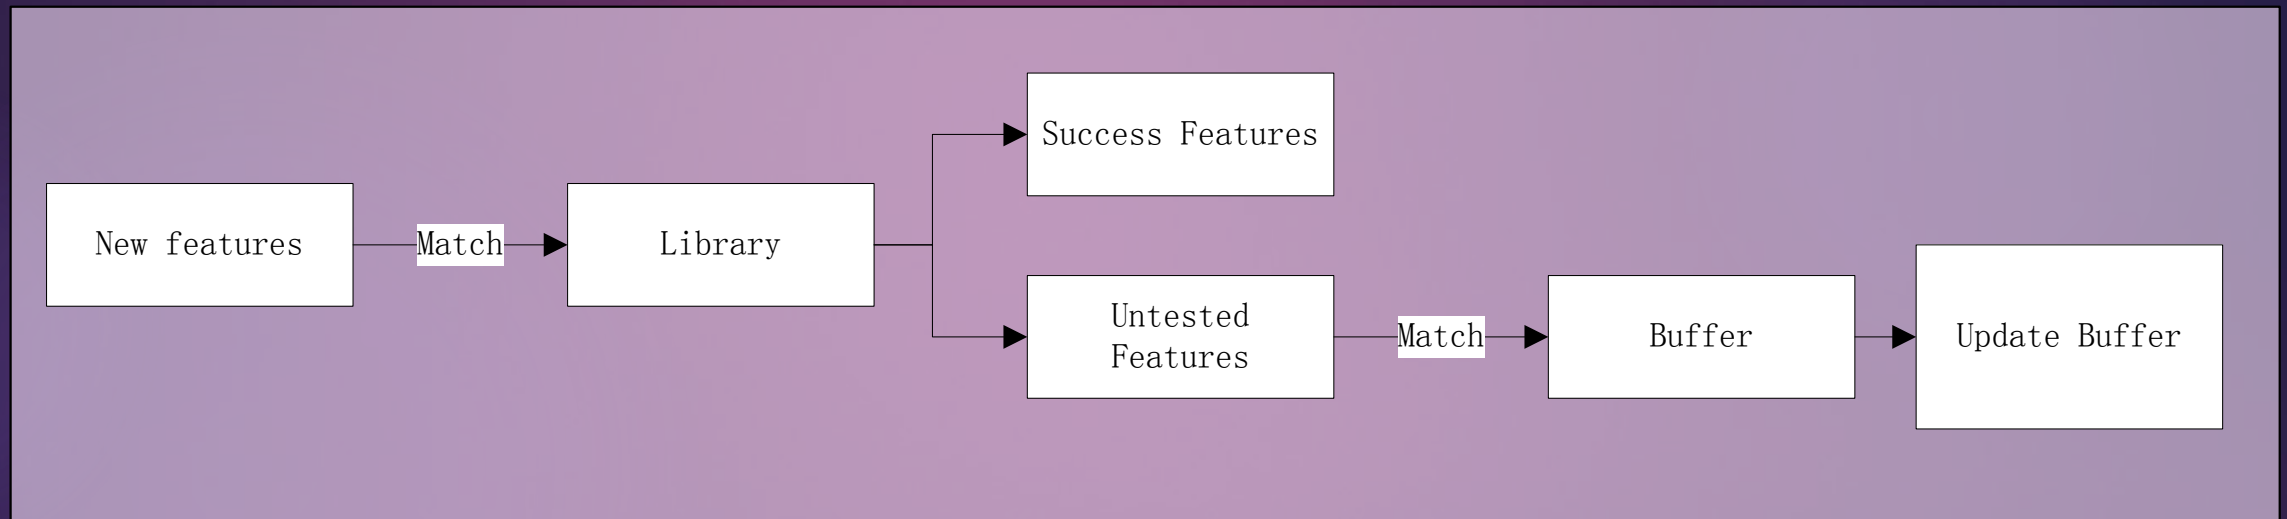 New features
Match
Library
Success Features
Untested
Features
Match
Buffer
Update Buffer